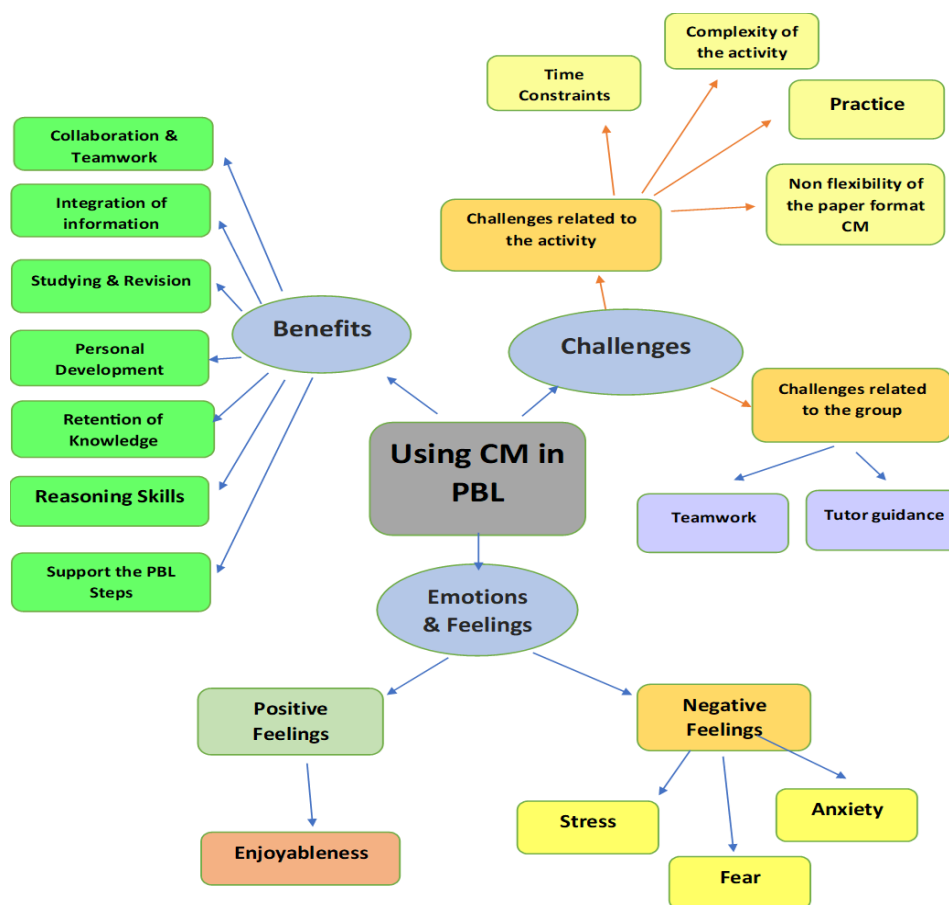 Complexity of
the activity
Time
Constraints
Practice
Collaboration &
Teamwork
Non flexibility of
the paper format
CM
Integration of
information
Challenges related to
the activity
Studying & Revision
Benefits
Challenges
Personal
Development
Challenges related
to the group
Retention of
Knowledge
Using CM in
PBL
Reasoning Skills
Teamwork
Tutor guidance
Support the PBL
Steps
Emotions
& Feelings
Positive
Feelings
Negative
Feelings
Stress
Anxiety
Enjoyableness
Fear